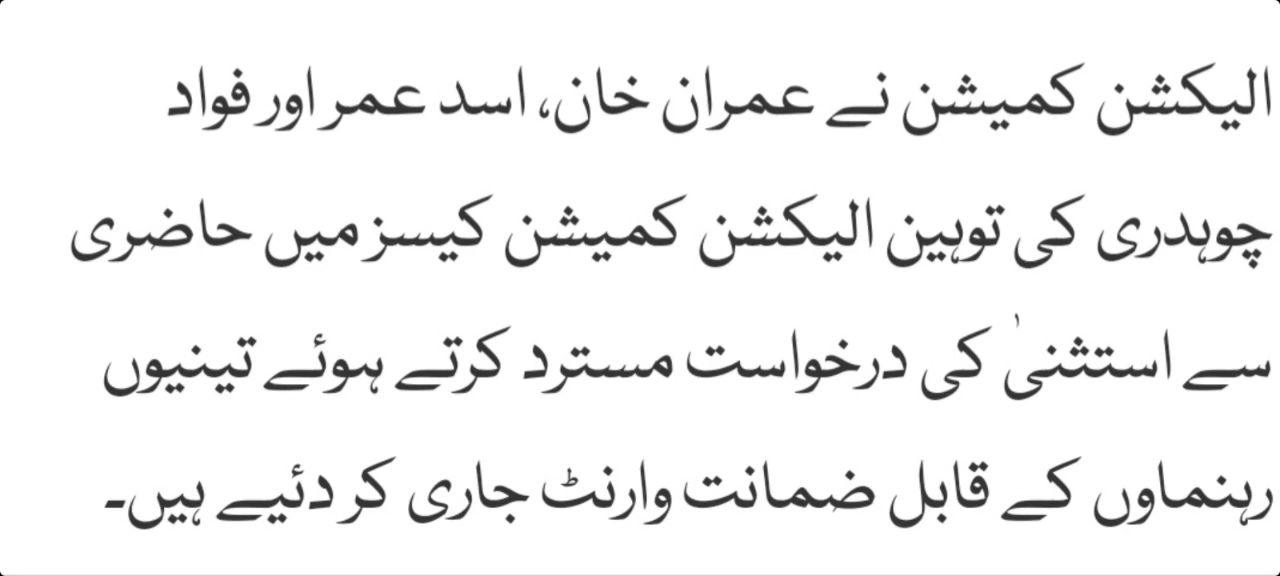 الیکشن کمیشن نے عمران خان، اسد عمر اور فواد
چوہدری کی توہین الیکشن کمیشن کیسز میں حاضری
سے استثنیٰ کی درخواست مسترد کرتے ہوئے تینیوں
رہنماوں کے قابل ضمانت وارنٹ جاری کر دئیے ہیں۔